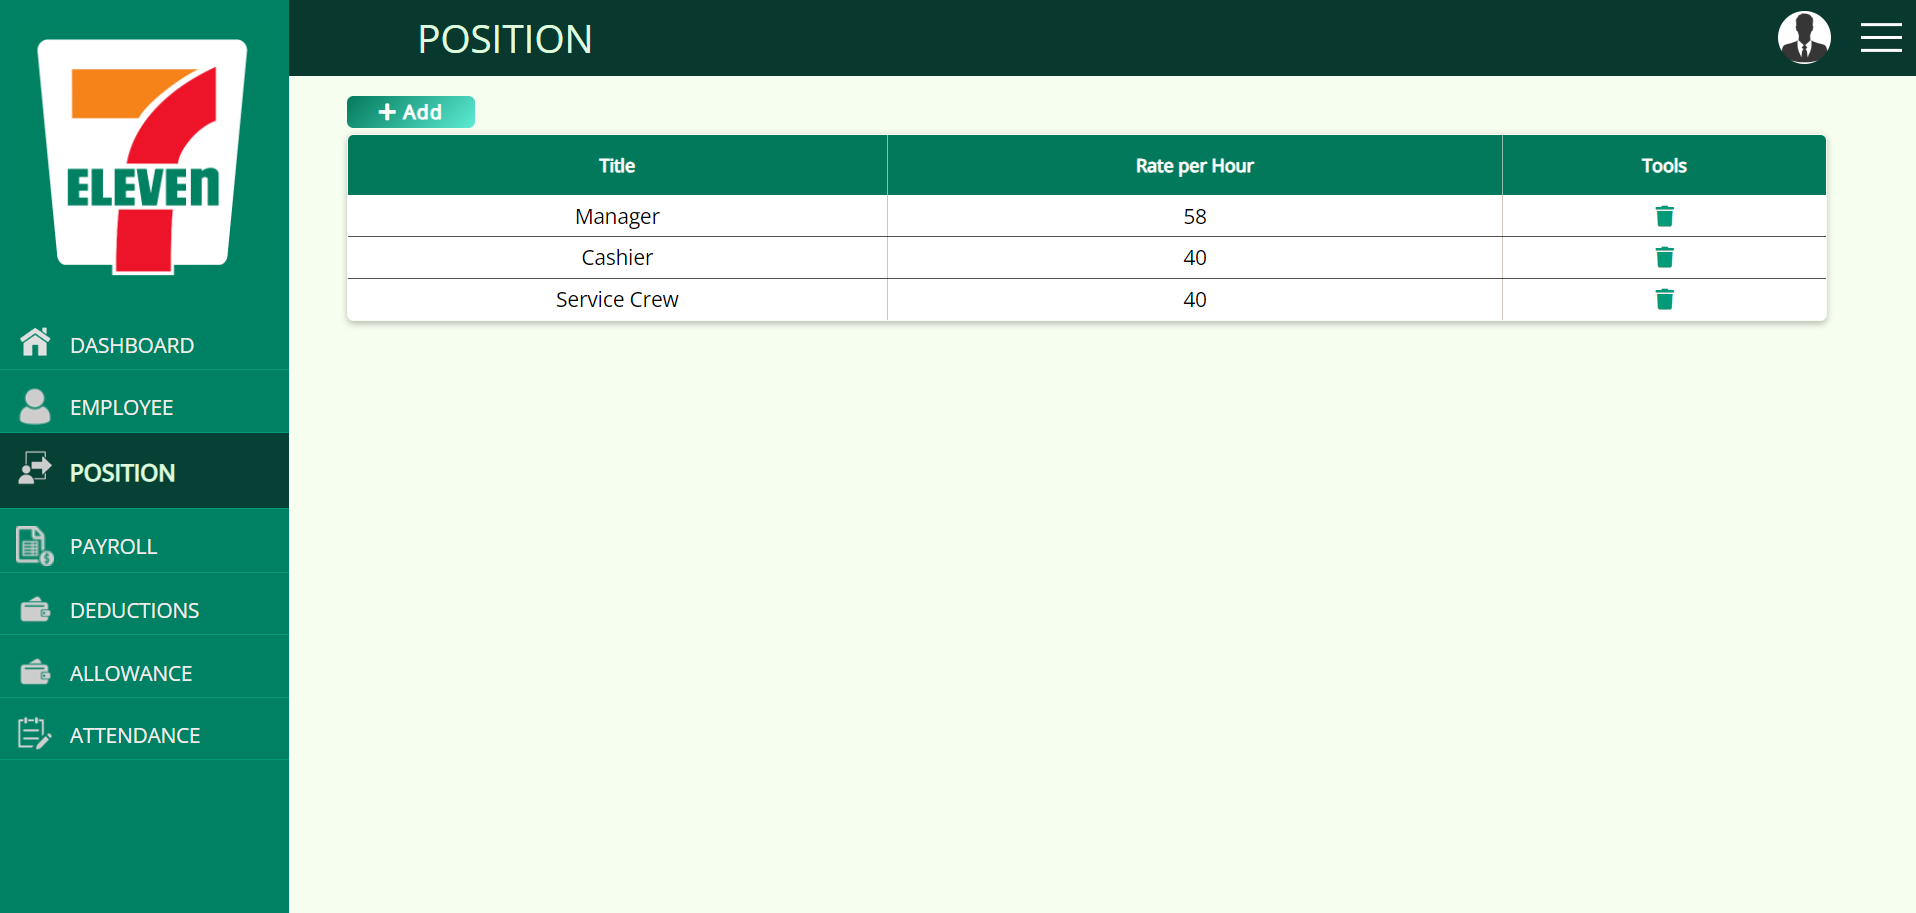 7
ELEVEn
DASHBOARD
EMPLOYEE
POSITION
PAYROLL
DEDUCTIONS
ALLOWANCE
ATTENDANCE
POSITION
+ Add
Title Rate per Hour Tools
Manager 58
Cashier 40
Service Crew 40